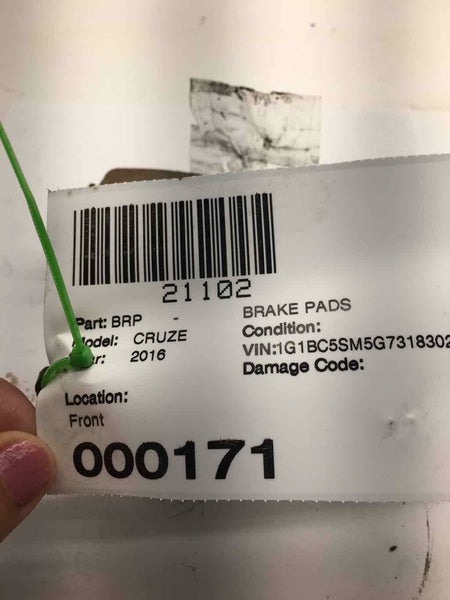 21102
Part: BRP -
Model: CRUZE
2016
BRAKE PADS
Condition:
VIN:1G1BC5SM5G7318302
Damage Code:
Location:
Front
000171